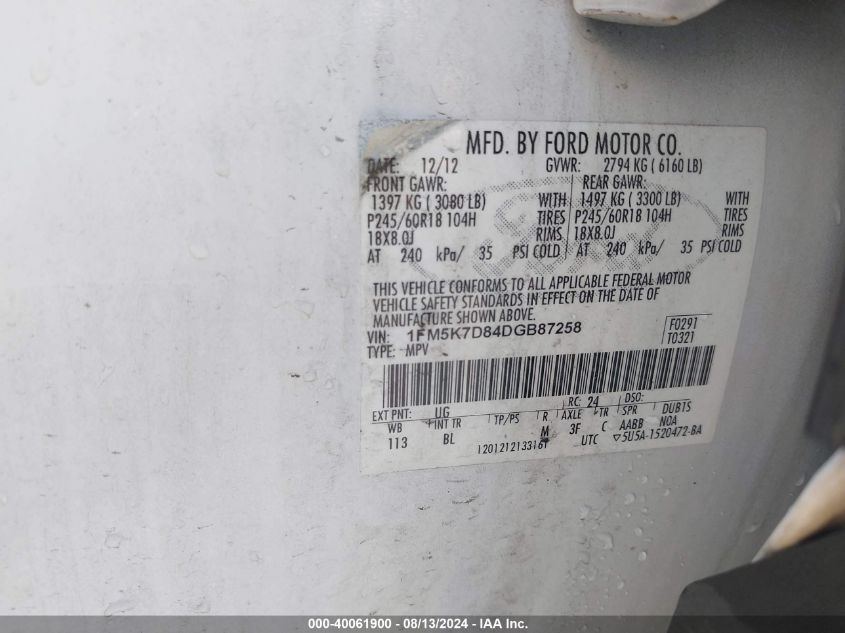 MFD. BY FORD MOTOR CO.
DATE: 12/12 GVWR: 2794 KG ( 6160 LB)
FRONT GAWR: REAR GAWR:
1397 KG ( 3080 LB) WITH 1497 KG ( 3300 LB) WITH
P245/60R18 104H TIRES P245/60R18 104H TIRES
18X8.0J RIMS 18X8.0J RIMS
AT 240 kPa/ 35 PSI COLD AT 240 kPa/ 35 PSI COLD
THIS VEHICLE CONFORMS TO ALL APPLICABLE FEDERAL MOTOR
VEHICLE SAFETY STANDARDS IN EFFECT ON THE DATE OF
MANUFACTURE SHOWN ABOVE.
VIN: 1FM5K7D84DGB87258 F0291
TYPE: MPV T0321
EXT PNT: UG RC: 24 DSO:
WB INT TR TP/PS R AXLE TR SPR DUBTS
113 BL M 3F C AABB NOA
1201212133161 UTC ▽5U5A-1520472-BA
000-40061900 - 08/13/2024 - IAAI INC.